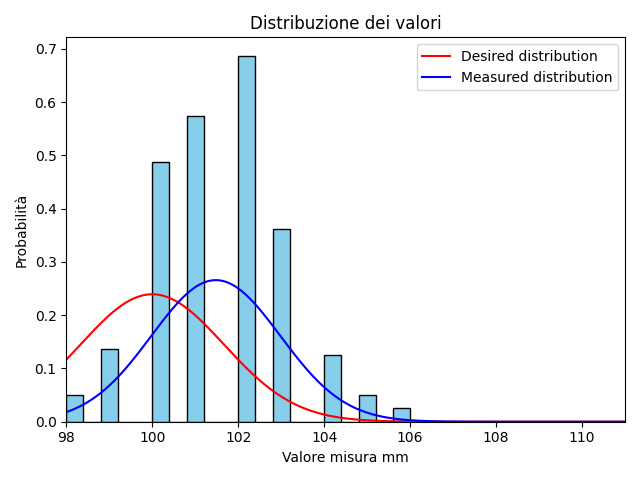 Distribuzione dei valori
Desired distribution
Measured distribution
Probabilità
0.7
0.6
0.5
0.4
0.3
0.2
0.1
0.0
98 100 102 104 106 108 110
Valore misura mm